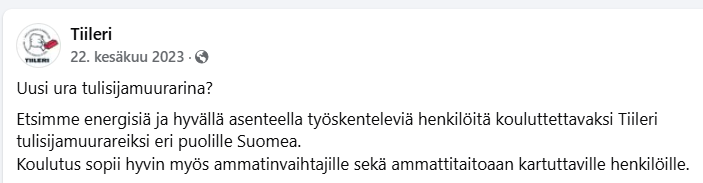 Tiileri
22. kesäkuu 2023 ·
TIILERI
Uusi ura tulisijamuurarina?
Etsimme energisiä ja hyvällä asenteella työskenteleviä henkilöitä kouluttettavaksi Tiileri
tulisijamuurareiksi eri puolille Suomea.
Koulutus sopii hyvin myös ammatinvaihtajille sekä ammattitaitoaan kartuttaville henkilöille.